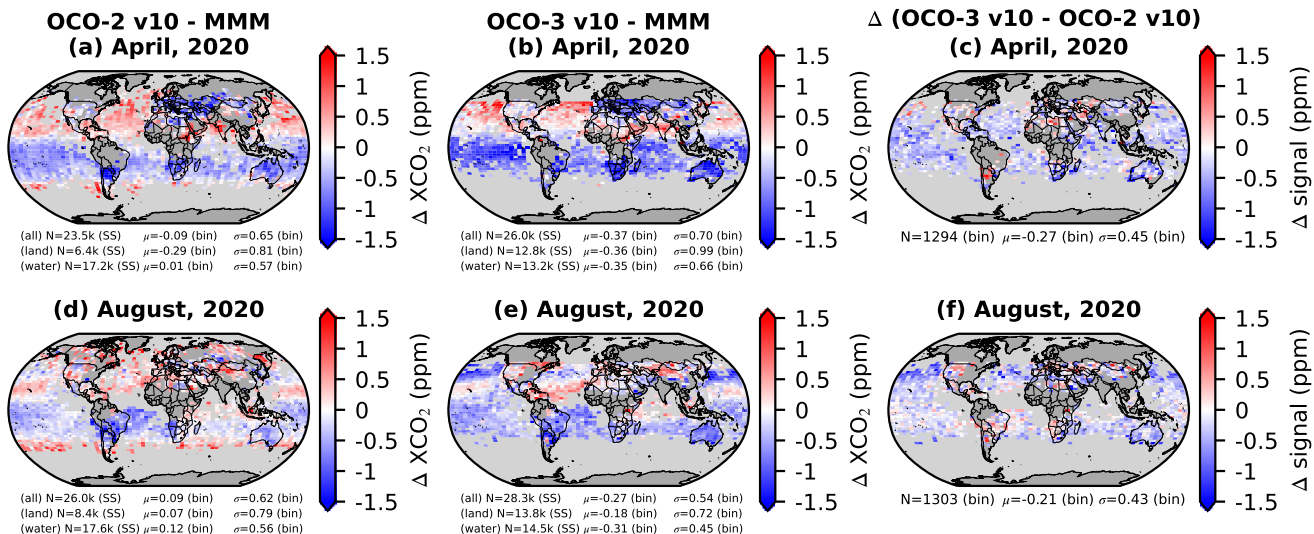 OCO-2 v10 - MMM
(a) April, 2020
1.5
1
0.5
0
-0.5
-1
-1.5
Δ XCO₂ (ppm)
(all) N=23.5k (SS) μ=-0.09 (bin) σ=0.65 (bin)
(land) N=6.4k (SS) μ=-0.29 (bin) σ=0.81 (bin)
(water) N=17.2k (SS) μ=0.01 (bin) σ=0.57 (bin)
OCO-3 v10 - MMM
(b) April, 2020
1.5
1
0.5
0
-0.5
-1
-1.5
Δ XCO₂ (ppm)
(all) N=26.0k (SS) μ=-0.37 (bin) σ=0.70 (bin)
(land) N=12.8k (SS) μ=-0.36 (bin) σ=0.99 (bin)
(water) N=13.2k (SS) μ=-0.35 (bin) σ=0.66 (bin)
Δ (OCO-3 v10 - OCO-2 v10)
(c) April, 2020
1.5
1
0.5
0
-0.5
-1
-1.5
Δ signal (ppm)
N=1294 (bin) μ=-0.27 (bin) σ=0.45 (bin)
(d) August, 2020
1.5
1
0.5
0
-0.5
-1
-1.5
Δ XCO₂ (ppm)
(all) N=26.0k (SS) μ=0.09 (bin) σ=0.62 (bin)
(land) N=8.4k (SS) μ=0.07 (bin) σ=0.79 (bin)
(water) N=17.6k (SS) μ=0.12 (bin) σ=0.56 (bin)
(e) August, 2020
1.5
1
0.5
0
-0.5
-1
-1.5
Δ XCO₂ (ppm)
(all) N=28.3k (SS) μ=-0.27 (bin) σ=0.54 (bin)
(land) N=13.8k (SS) μ=-0.18 (bin) σ=0.72 (bin)
(water) N=14.5k (SS) μ=-0.31 (bin) σ=0.45 (bin)
(f) August, 2020
1.5
1
0.5
0
-0.5
-1
-1.5
Δ signal (ppm)
N=1303 (bin) μ=-0.21 (bin) σ=0.43 (bin)